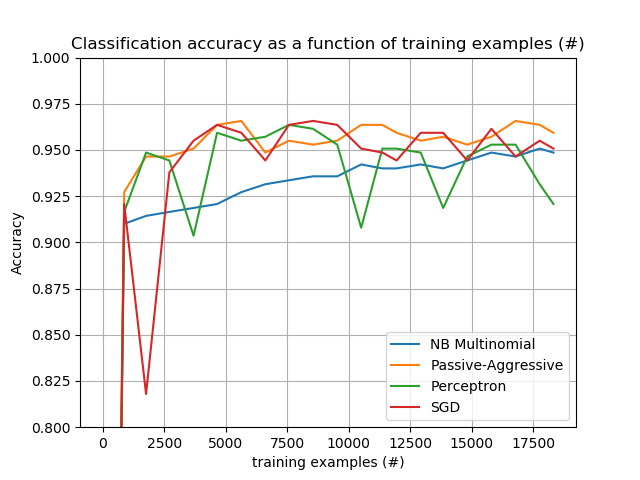 Classification accuracy as a function of training examples (#)
1.000
0.975
0.950
0.925
0.900
0.875
0.850
0.825
0.800
Accuracy
NB Multinomial
Passive-Aggressive
Perceptron
SGD
0 2500 5000 7500 10000 12500 15000 17500
training examples (#)